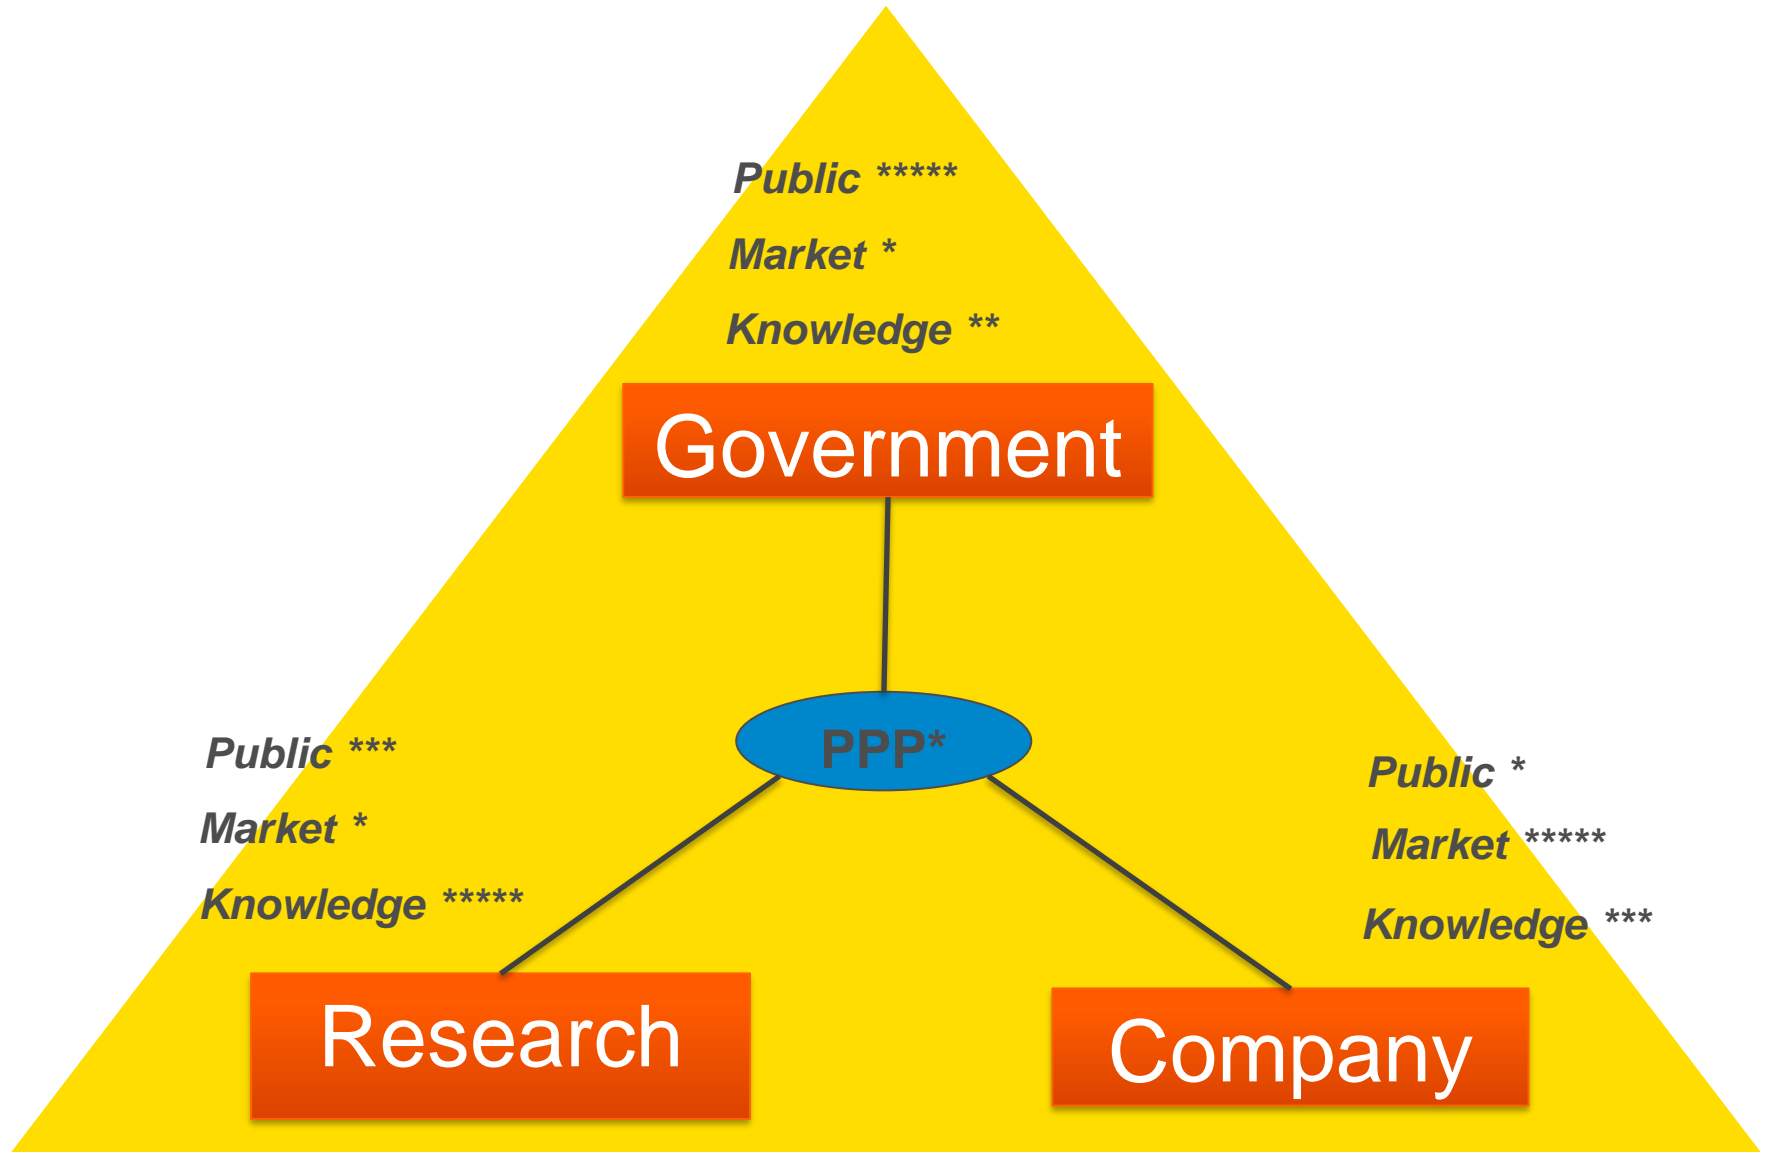 Public *****
Market *
Knowledge **
Government
PPP*
Public ***
Market *
Knowledge *****
Research
Public *
Market *****
Knowledge ***
Company